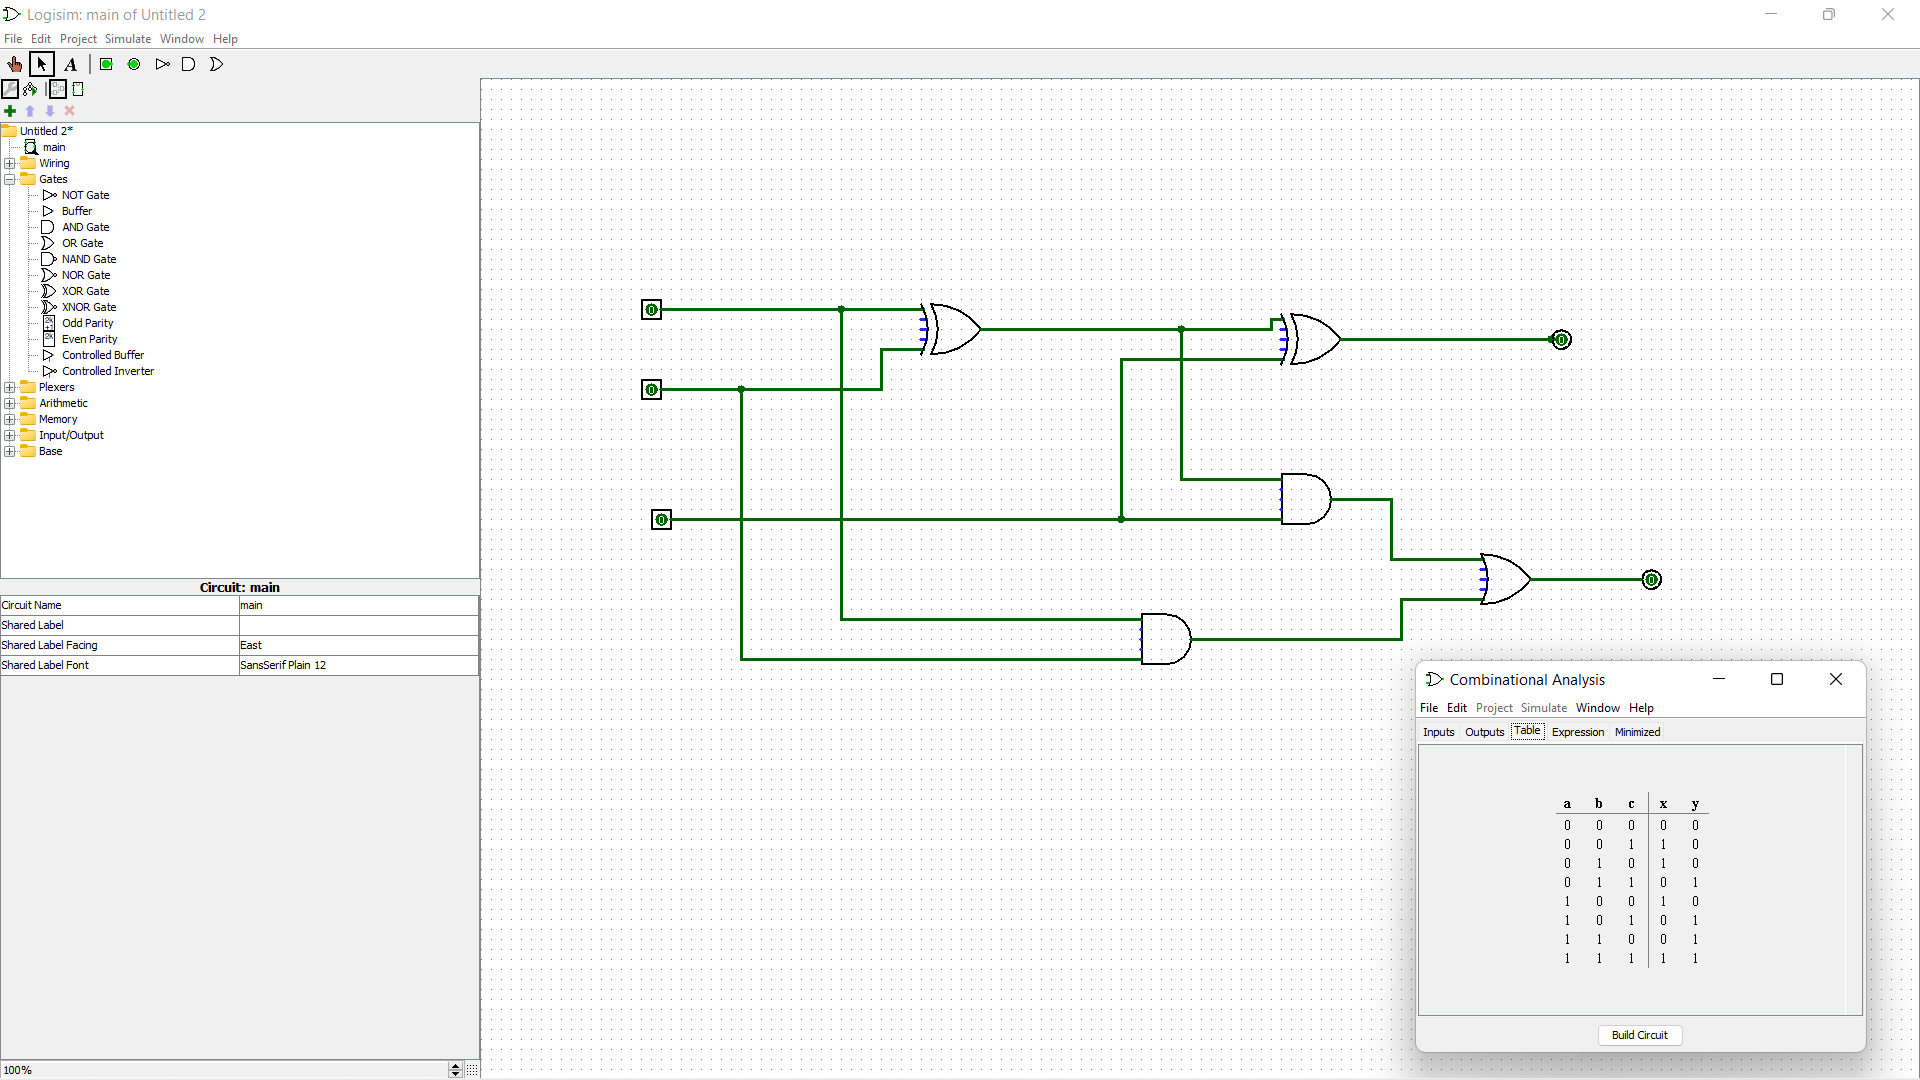 Logisim: main of Untitled 2
File Edit Project Simulate Window Help
A
Untitled 2*
main
Wiring
Gates
NOT Gate
Buffer
AND Gate
OR Gate
NAND Gate
NOR Gate
XOR Gate
XNOR Gate
Odd Parity
Even Parity
Controlled Buffer
Controlled Inverter
Plexers
Arithmetic
Memory
Input/Output
Base
Circuit: main
Circuit Name main
Shared Label
Shared Label Facing East
Shared Label Font SansSerif Plain 12
100%
0
0
0
0
0
Combinational Analysis
File Edit Project Simulate Window Help
Inputs Outputs Table Expression Minimized
a b c x y
0 0 0 0 0
0 0 1 1 0
0 1 0 1 0
0 1 1 0 1
1 0 0 1 0
1 0 1 0 1
1 1 0 0 1
1 1 1 1 1
Build Circuit